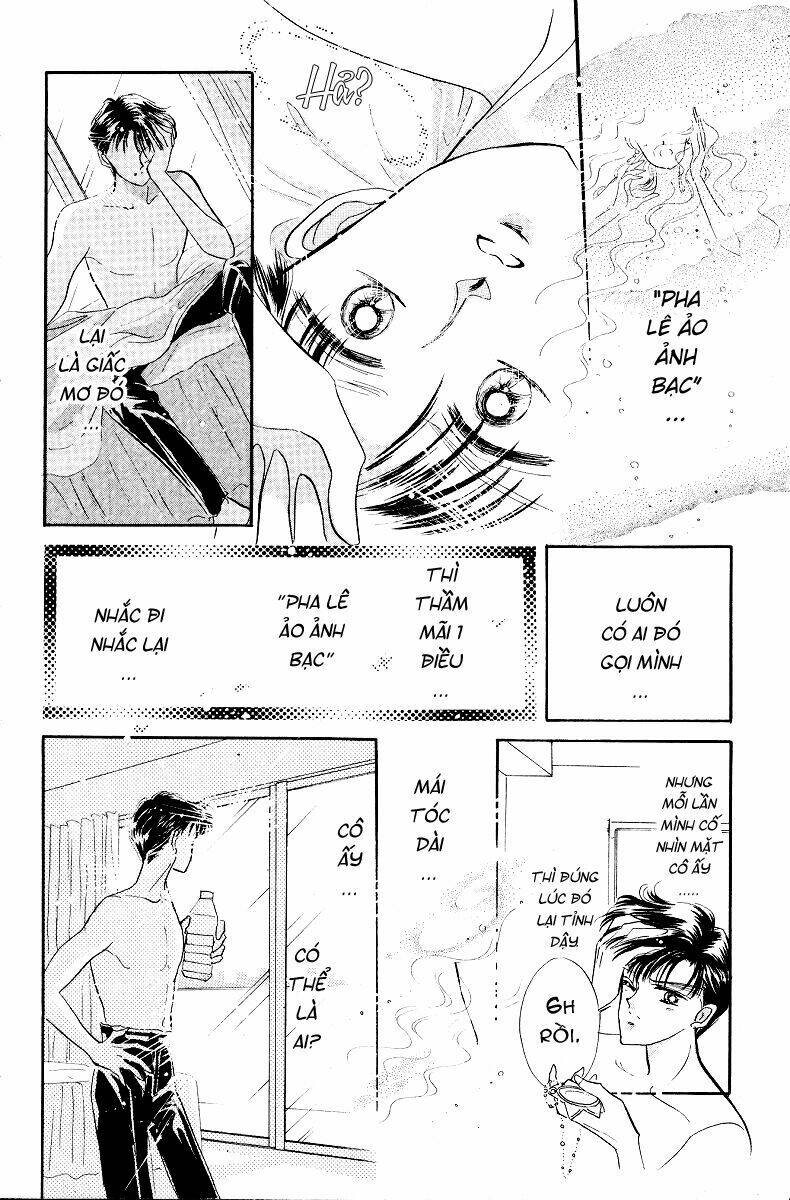 "PHA
LÊ ẢO
ẢNH
BẠC"
...
Hả?
LẠI
LÀ GIẤC
MƠ ĐÓ
...
LUÔN
CÓ AI ĐÓ
GỌI MÌNH
...
THÌ
THẦM
MÃI 1
ĐIỀU
...
"PHA LÊ
ẢO ẢNH
BẠC"
NHẮC ĐI
NHẮC LẠI
...
NHƯNG
MỖI LẦN
MÌNH CỐ
NHÌN MẶT
CÔ ẤY
.....
THÌ ĐÚNG
LÚC ĐÓ
LẠI TỈNH
DẬY
6H
RỒI.
MÁI
TÓC
DÀI
...
CÔ
ẤY
...
CÓ
THỂ
LÀ
AI?